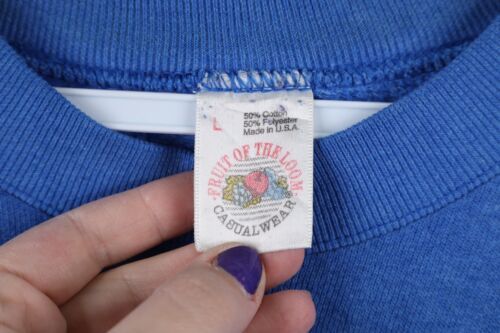 L
50% Cotton
50% Polyester
Made in U.S.A.
FRUIT OF THE LOOM
CASUALWEAR